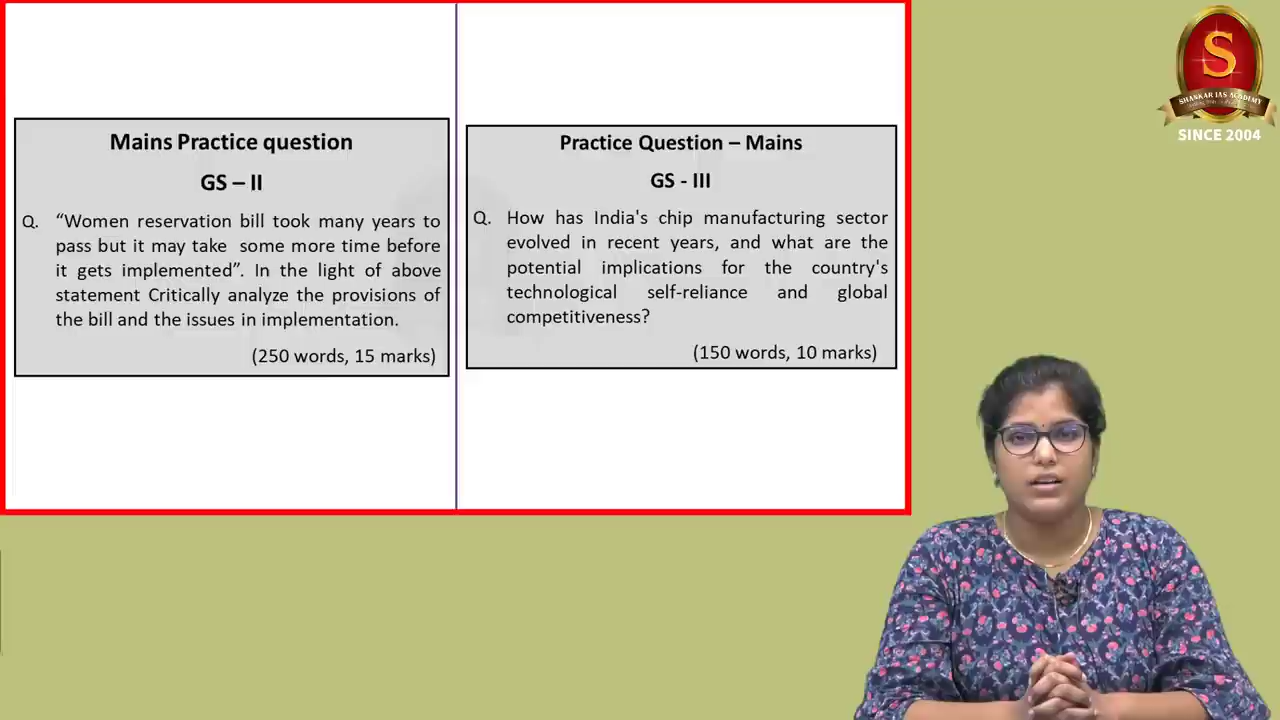 Mains Practice question
GS – II
Q. “Women reservation bill took many years to
pass but it may take some more time before
it gets implemented”. In the light of above
statement Critically analyze the provisions of
the bill and the issues in implementation.
(250 words, 15 marks)
Practice Question – Mains
GS - III
Q. How has India's chip manufacturing sector
evolved in recent years, and what are the
potential implications for the country's
technological self-reliance and global
competitiveness?
(150 words, 10 marks)
S
SHANKAR IAS ACADEMY
SINCE 2004